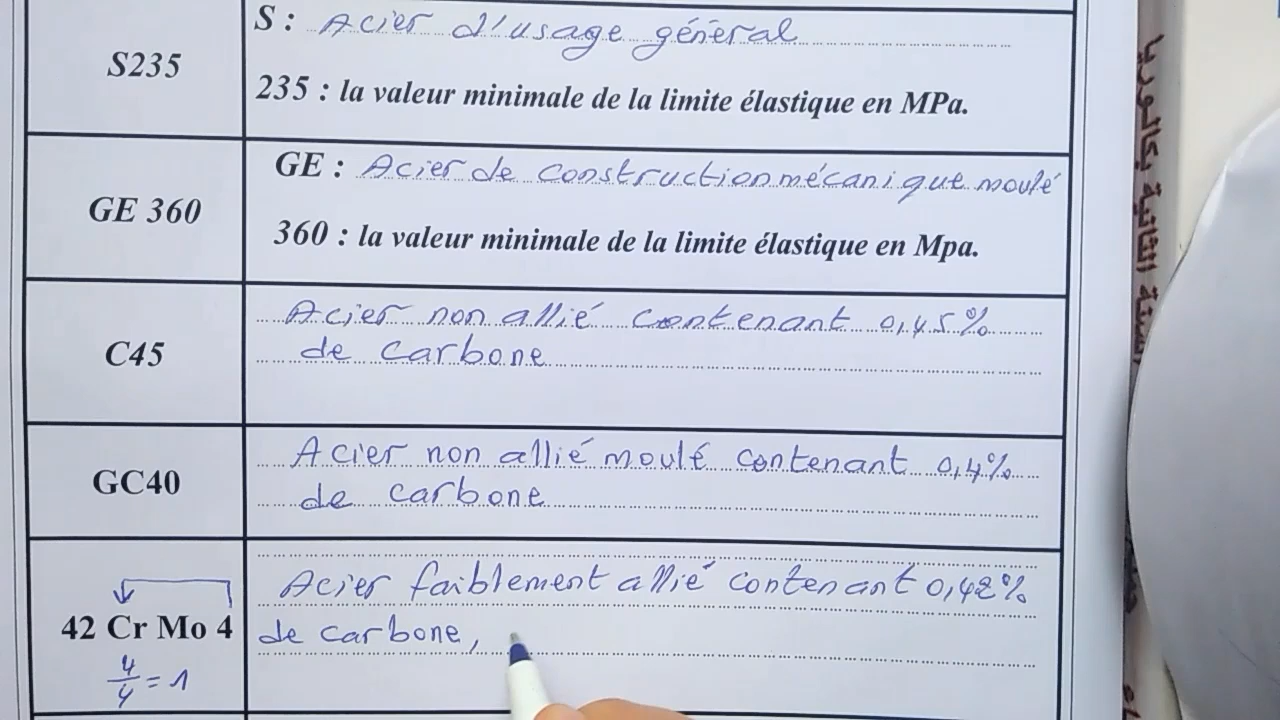 S : Acier d'usage général
S235
235 : la valeur minimale de la limite élastique en MPa.
GE : Acier de construction mécanique moulé
GE 360
360 : la valeur minimale de la limite élastique en Mpa.
Acier non allié contenant 0,45%
C45
de carbone
Acier non allié moulé contenant 0,4%
GC40
de carbone
Acier faiblement allié contenant 0,42%
42 Cr Mo 4
de carbone,
4/4 = 1